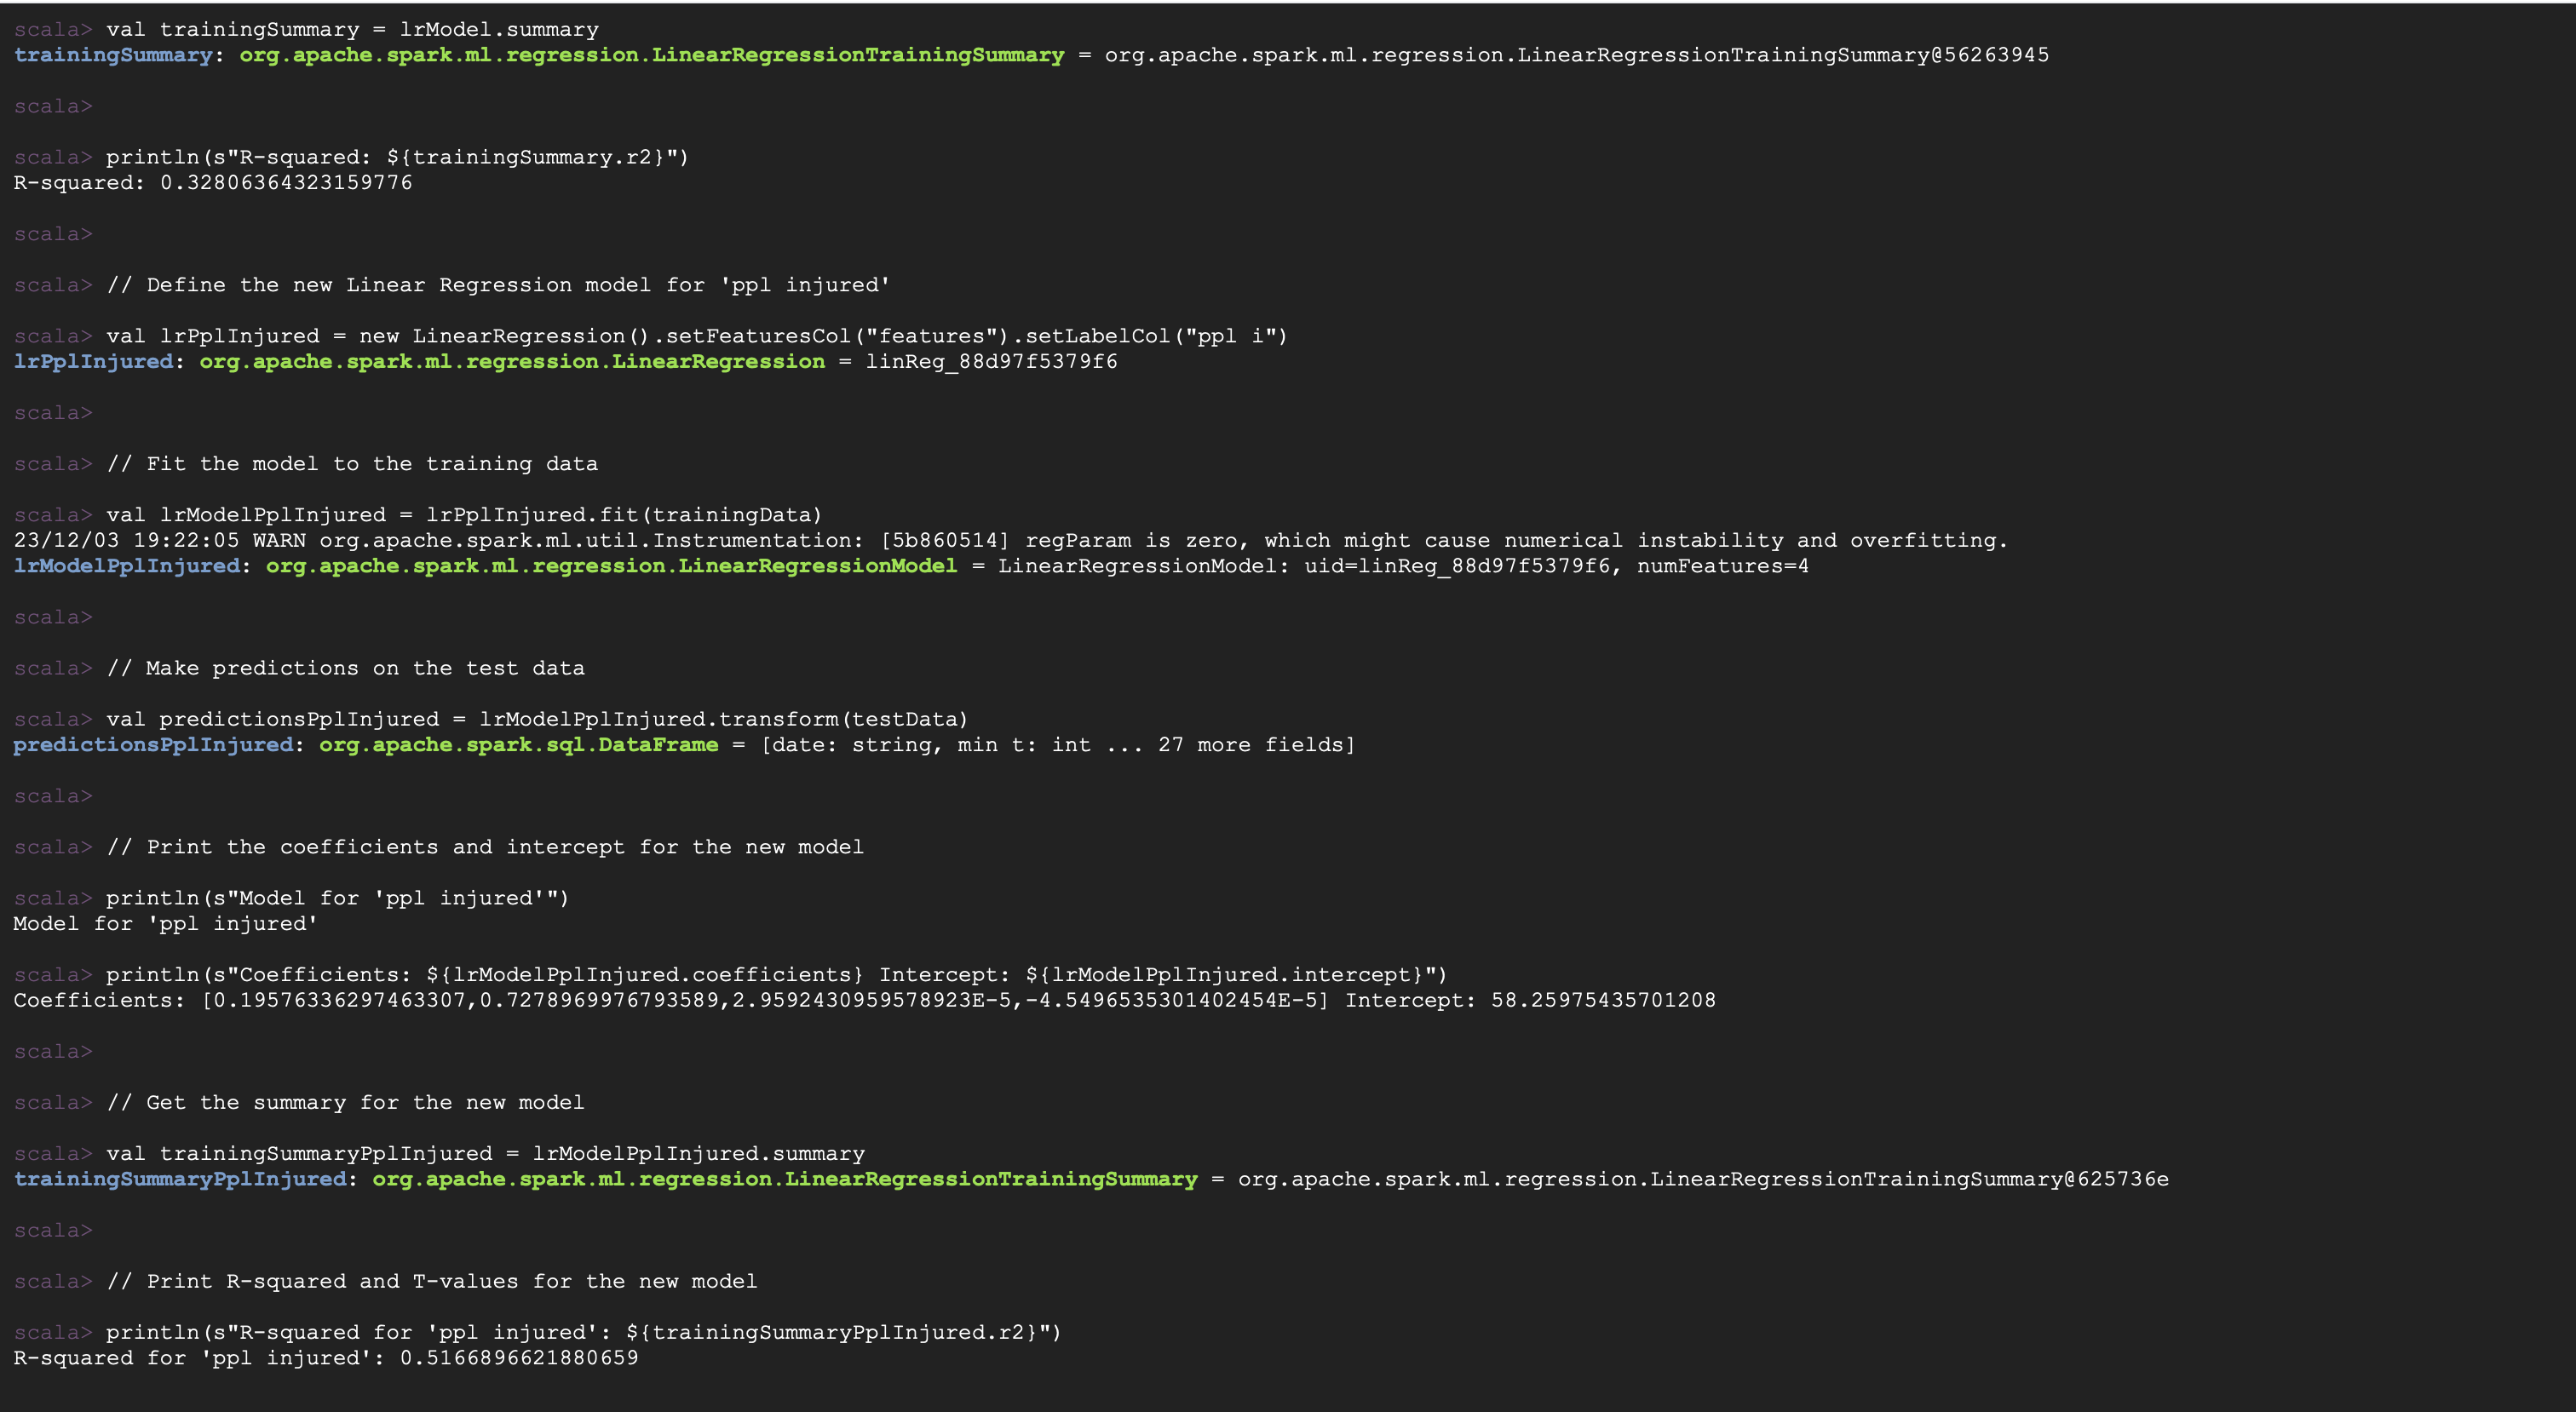 scala> val trainingSummary = lrModel.summary
trainingSummary: org.apache.spark.ml.regression.LinearRegressionTrainingSummary = org.apache.spark.ml.regression.LinearRegressionTrainingSummary@56263945
scala>
scala> println(s"R-squared: ${trainingSummary.r2}")
R-squared: 0.32806364323159776
scala>
scala> // Define the new Linear Regression model for 'ppl injured'
scala> val lrPplInjured = new LinearRegression().setFeaturesCol("features").setLabelCol("ppl i")
lrPplInjured: org.apache.spark.ml.regression.LinearRegression = linReg_88d97f5379f6
scala>
scala> // Fit the model to the training data
scala> val lrModelPplInjured = lrPplInjured.fit(trainingData)
23/12/03 19:22:05 WARN org.apache.spark.ml.util.Instrumentation: [5b860514] regParam is zero, which might cause numerical instability and overfitting.
lrModelPplInjured: org.apache.spark.ml.regression.LinearRegressionModel = LinearRegressionModel: uid=linReg_88d97f5379f6, numFeatures=4
scala>
scala> // Make predictions on the test data
scala> val predictionsPplInjured = lrModelPplInjured.transform(testData)
predictionsPplInjured: org.apache.spark.sql.DataFrame = [date: string, min t: int ... 27 more fields]
scala>
scala> // Print the coefficients and intercept for the new model
scala> println(s"Model for 'ppl injured'")
Model for 'ppl injured'
scala> println(s"Coefficients: ${lrModelPplInjured.coefficients} Intercept: ${lrModelPplInjured.intercept}")
Coefficients: [0.19576336297463307,0.7278969976793589,2.9592430959578923E-5,-4.5496535301402454E-5] Intercept: 58.25975435701208
scala>
scala> // Get the summary for the new model
scala> val trainingSummaryPplInjured = lrModelPplInjured.summary
trainingSummaryPplInjured: org.apache.spark.ml.regression.LinearRegressionTrainingSummary = org.apache.spark.ml.regression.LinearRegressionTrainingSummary@625736e
scala>
scala> // Print R-squared and T-values for the new model
scala> println(s"R-squared for 'ppl injured': ${trainingSummaryPplInjured.r2}")
R-squared for 'ppl injured': 0.5166896621880659